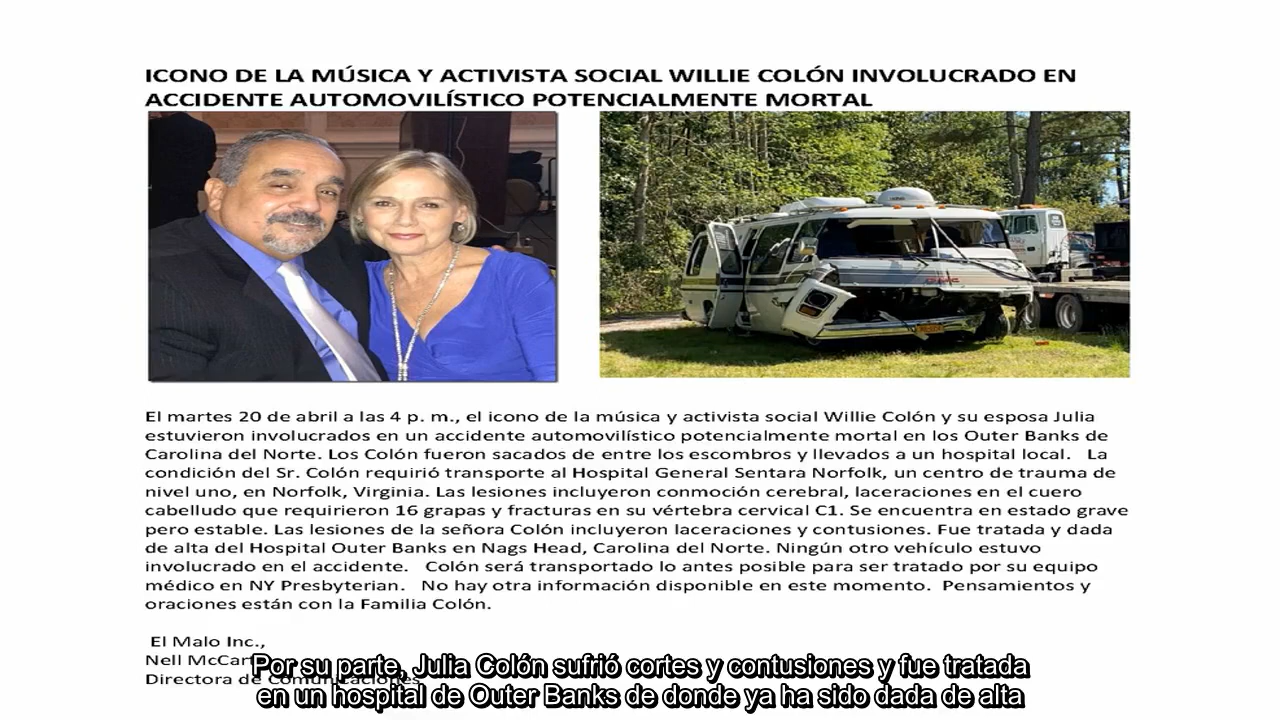 ICONO DE LA MÚSICA Y ACTIVISTA SOCIAL WILLIE COLÓN INVOLUCRADO EN
ACCIDENTE AUTOMOVILÍSTICO POTENCIALMENTE MORTAL
GMC
El martes 20 de abril a las 4 p. m., el icono de la música y activista social Willie Colón y su esposa Julia
estuvieron involucrados en un accidente automovilístico potencialmente mortal en los Outer Banks de
Carolina del Norte. Los Colón fueron sacados de entre los escombros y llevados a un hospital local. La
condición del Sr. Colón requirió transporte al Hospital General Sentara Norfolk, un centro de trauma de
nivel uno, en Norfolk, Virginia. Las lesiones incluyeron conmoción cerebral, laceraciones en el cuero
cabelludo que requirieron 16 grapas y fracturas en su vértebra cervical C1. Se encuentra en estado grave
pero estable. Las lesiones de la señora Colón incluyeron laceraciones y contusiones. Fue tratada y dada
de alta del Hospital Outer Banks en Nags Head, Carolina del Norte. Ningún otro vehículo estuvo
involucrado en el accidente. Colón será transportado lo antes posible para ser tratado por su equipo
médico en NY Presbyterian. No hay otra información disponible en este momento. Pensamientos y
oraciones están con la Familia Colón.
El Malo Inc.,
Nell
Directora de Comunicaciones
Por su parte, Julia Colón sufrió cortes y contusiones y fue tratada
en un hospital de Outer Banks de donde ya ha sido dada de alta